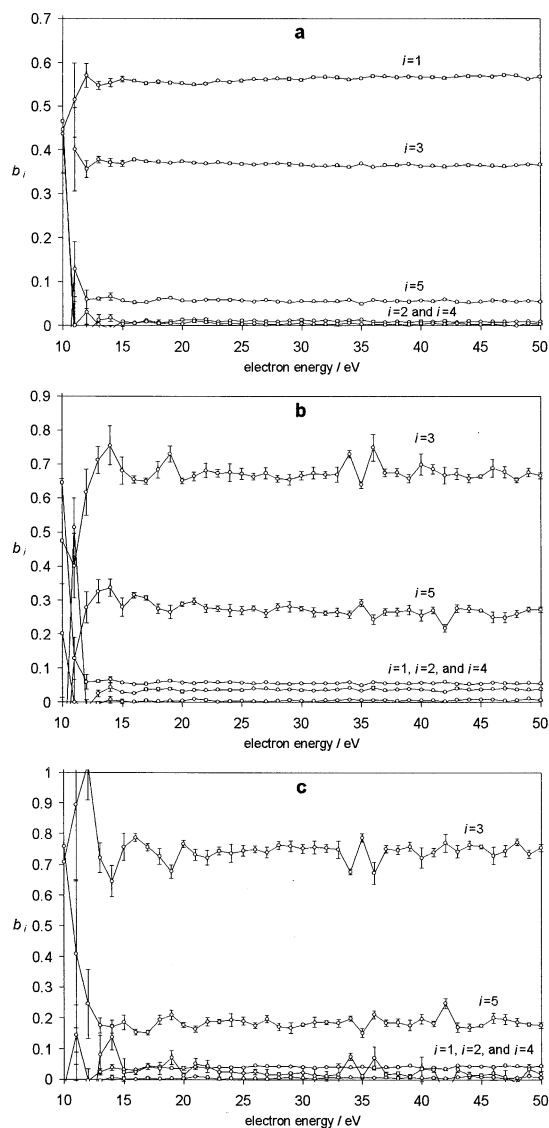 a
0.7
0.6
0.5
0.4
0.3
0.2
0.1
0
b i
i=1
i=3
i=5
i=2 and i=4
10 15 20 25 30 35 40 45 50
electron energy / eV
b
0.9
0.8
0.7
0.6
0.5
0.4
0.3
0.2
0.1
0
b i
i=3
i=5
i=1, i=2, and i=4
10 15 20 25 30 35 40 45 50
electron energy / eV
c
1
0.9
0.8
0.7
0.6
0.5
0.4
0.3
0.2
0.1
0
b i
i=3
i=5
i=1, i=2, and i=4
10 15 20 25 30 35 40 45 50
electron energy / eV